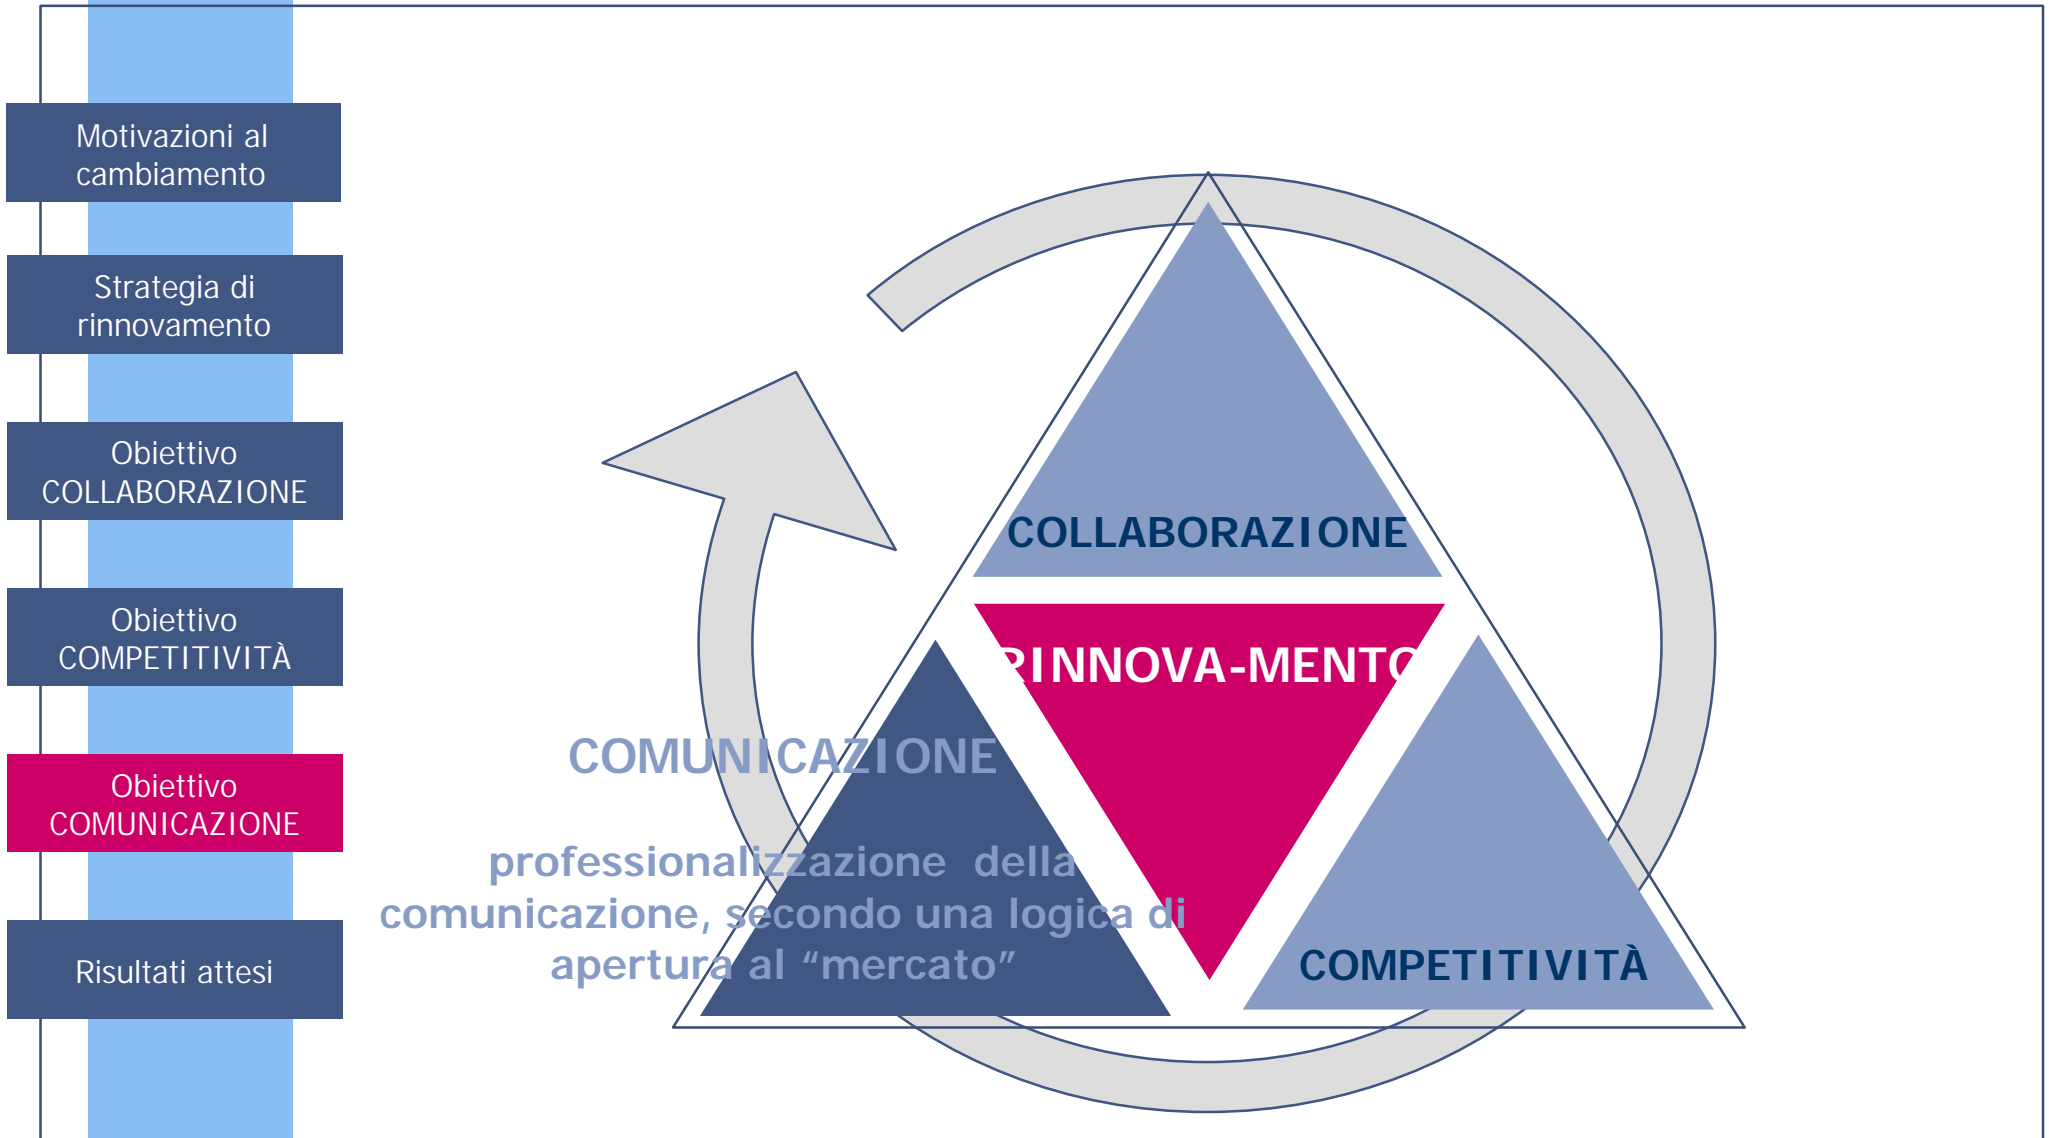 Motivazioni al
cambiamento
Strategia di
rinnovamento
Obiettivo
COLLABORAZIONE
Obiettivo
COMPETITIVITÀ
Obiettivo
COMUNICAZIONE
Risultati attesi
COLLABORAZIONE
RINNOVA-MENTO
COMUNICAZIONE
professionalizzazione della
comunicazione, secondo una logica di
apertura al “mercato”
COMPETITIVITÀ